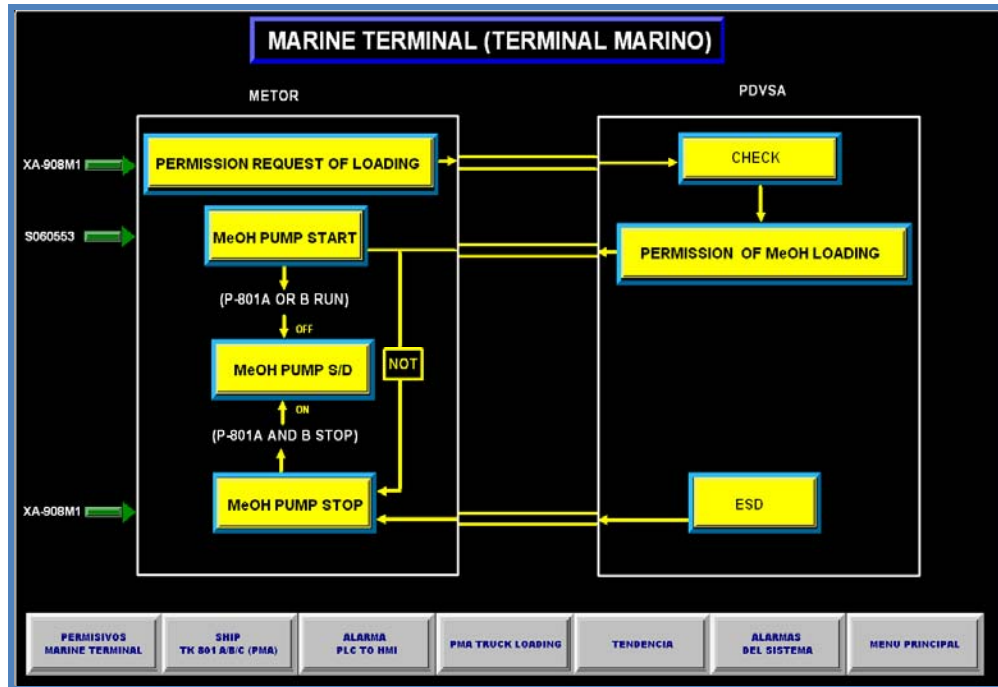 MARINE TERMINAL (TERMINAL MARINO)
METOR
PDVSA
XA-908M1
PERMISSION REQUEST OF LOADING
CHECK
S060553
MeOH PUMP START
PERMISSION OF MeOH LOADING
(P-801A OR B RUN)
OFF
MeOH PUMP S/D
NOT
ON
(P-801A AND B STOP)
XA-908M1
MeOH PUMP STOP
ESD
PERMISIVOS
MARINE TERMINAL
SHIP
TK 801 A/B/C (PMA)
ALARMA
PLC TO HMI
PMA TRUCK LOADING
TENDENCIA
ALARMAS
DEL SISTEMA
MENU PRINCIPAL